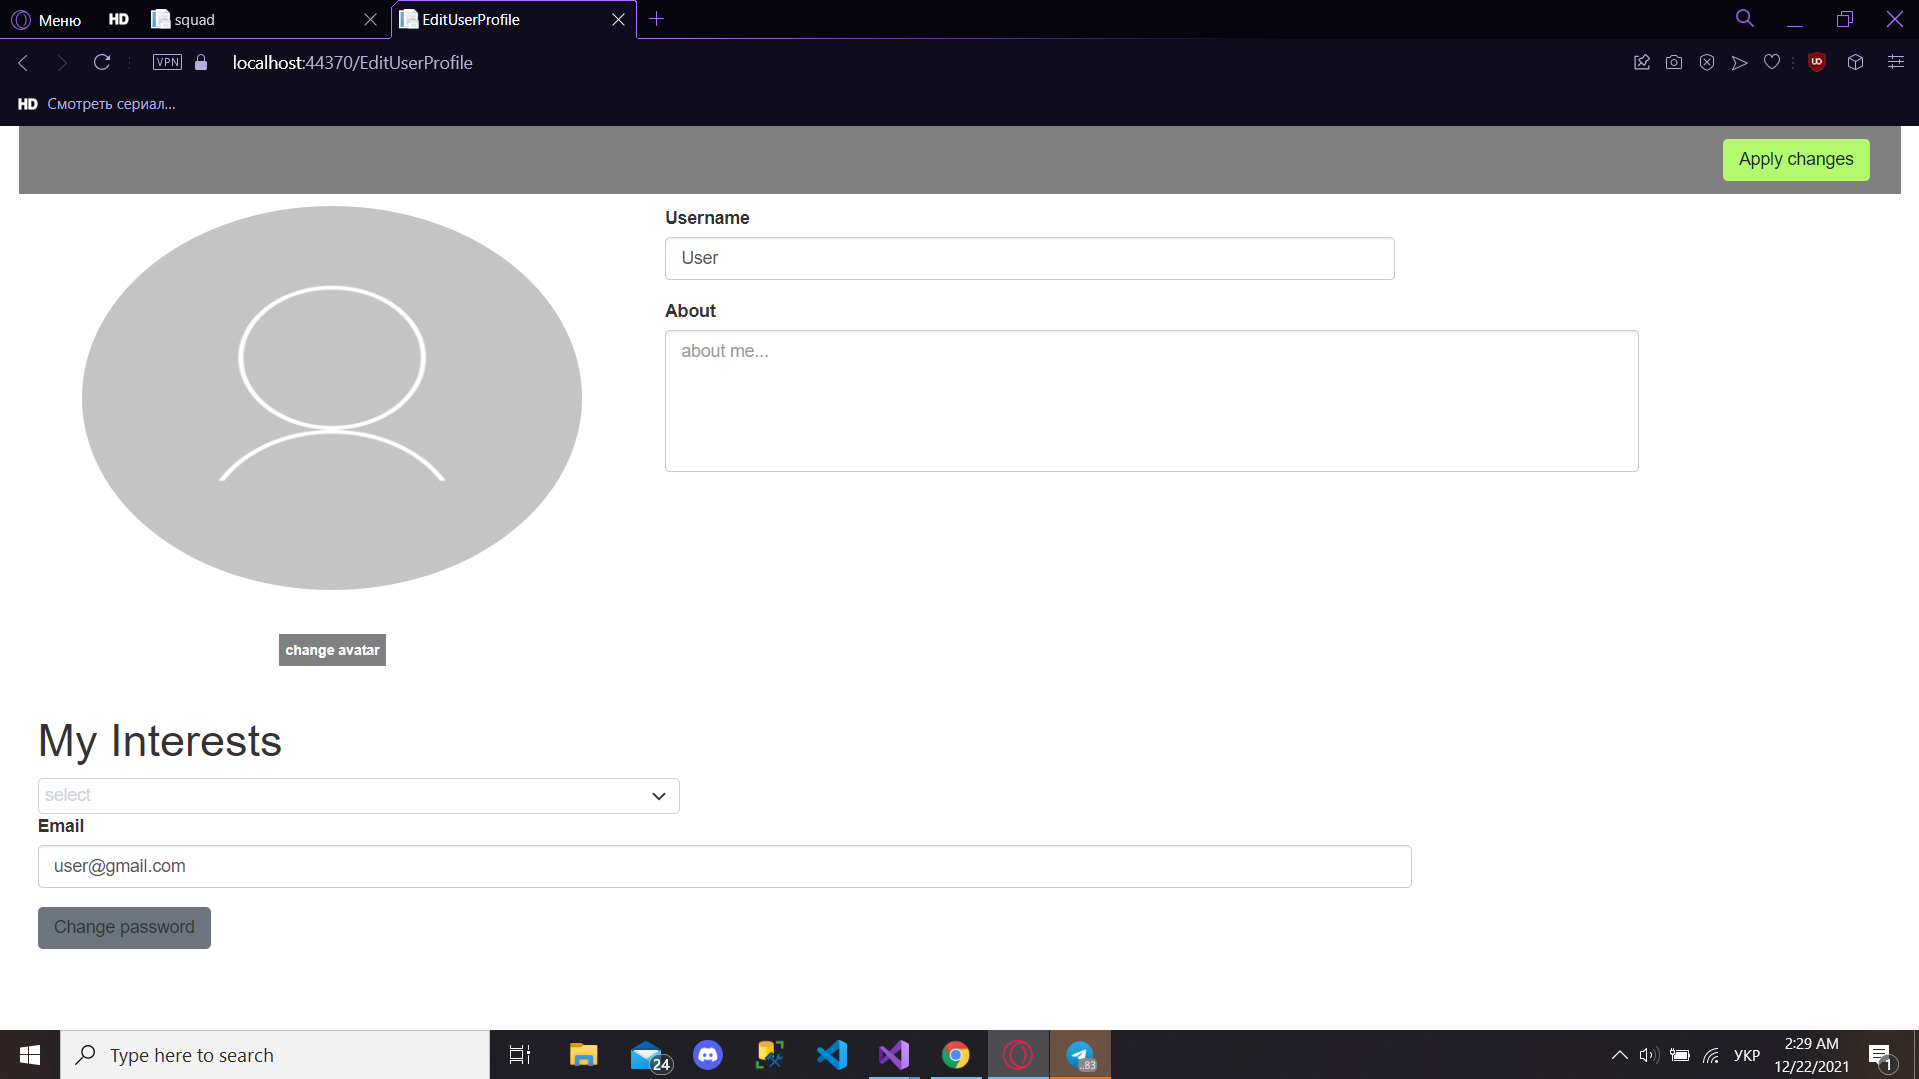 Меню
HD
squad
EditUserProfile
VPN
localhost:44370/EditUserProfile
HD Смотреть сериал...
Apply changes
Username
User
About
about me...
change avatar
My Interests
select
Email
user@gmail.com
Change password
Type here to search
24
..83
УКР
2:29 AM
12/22/2021
1